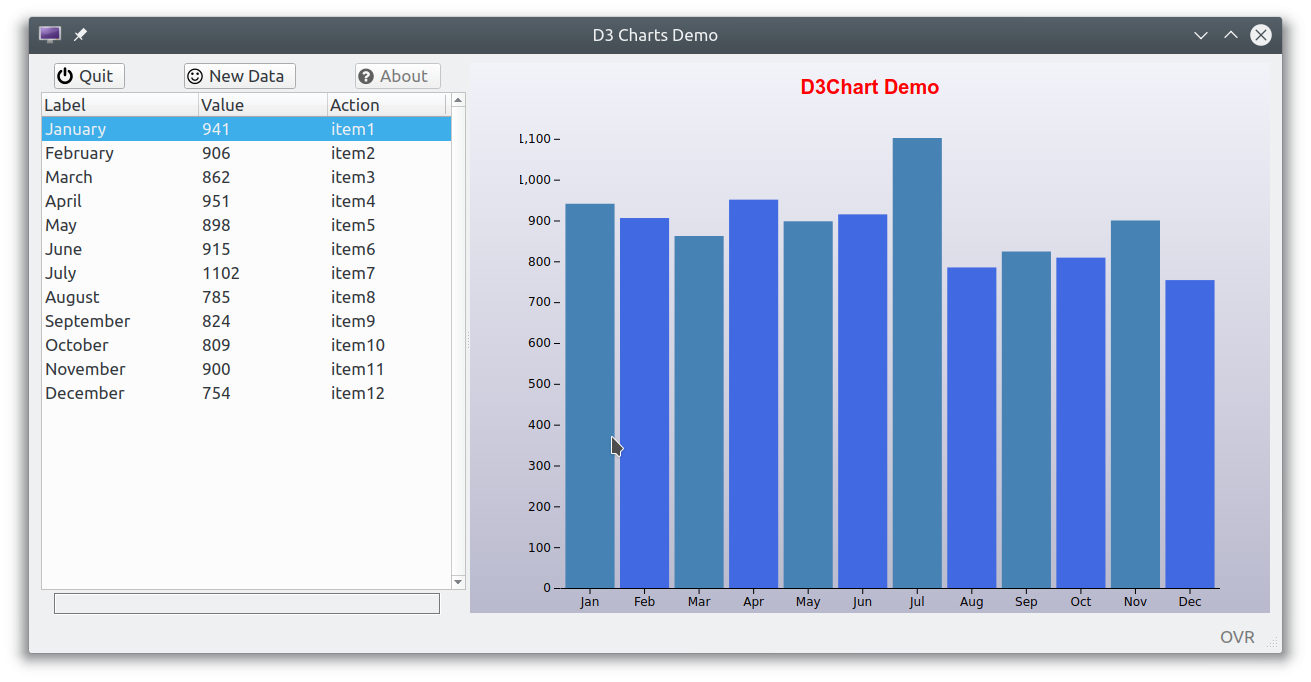 D3 Charts Demo
Quit New Data About
Label Value Action
January 941 item1
February 906 item2
March 862 item3
April 951 item4
May 898 item5
June 915 item6
July 1102 item7
August 785 item8
September 824 item9
October 809 item10
November 900 item11
December 754 item12
D3Chart Demo
1,100
1,000
900
800
700
600
500
400
300
200
100
0
Jan Feb Mar Apr May Jun Jul Aug Sep Oct Nov Dec
OVR